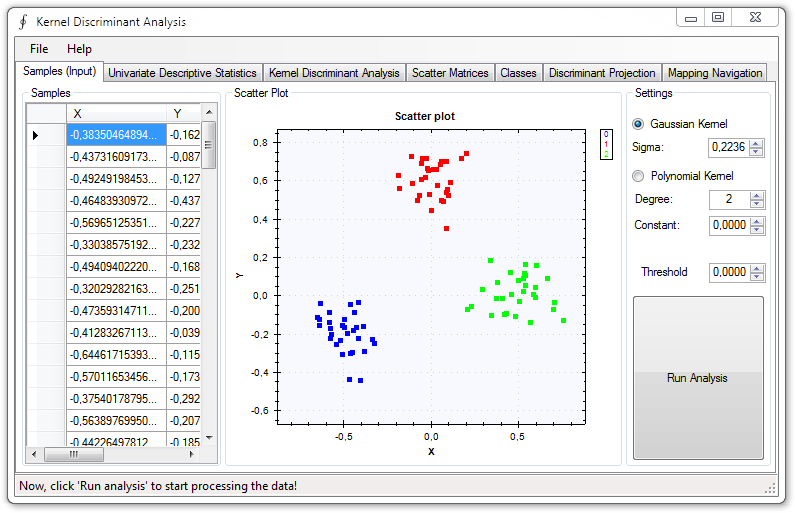 Kernel Discriminant Analysis
File Help
Samples (Input) Univariate Descriptive Statistics Kernel Discriminant Analysis Scatter Matrices Classes Discriminant Projection Mapping Navigation
Samples
X Y
-0,38350464894... -0,162
-0,43731609173... -0,087
-0,49249198453... -0,127
-0,46483930972... -0,437
-0,56965125351... -0,227
-0,33038575192... -0,232
-0,49409402220... -0,168
-0,32029282163... -0,251
-0,47359314711... -0,200
-0,41283267113... -0,039
-0,64461715393... -0,115
-0,57011653456... -0,173
-0,37540178795... -0,292
-0,56389769950... -0,207
-0,44226497812 -0,185
Scatter Plot
Scatter plot
0,8
0,6
0,4
0,2
0,0
-0,2
-0,4
-0,6
Y
-0,5 0,0 0,5
X
0
1
2
Settings
Gaussian Kernel
Sigma: 0,2236
Polynomial Kernel
Degree: 2
Constant: 0,0000
Threshold 0,0000
Run Analysis
Now, click 'Run analysis' to start processing the data!